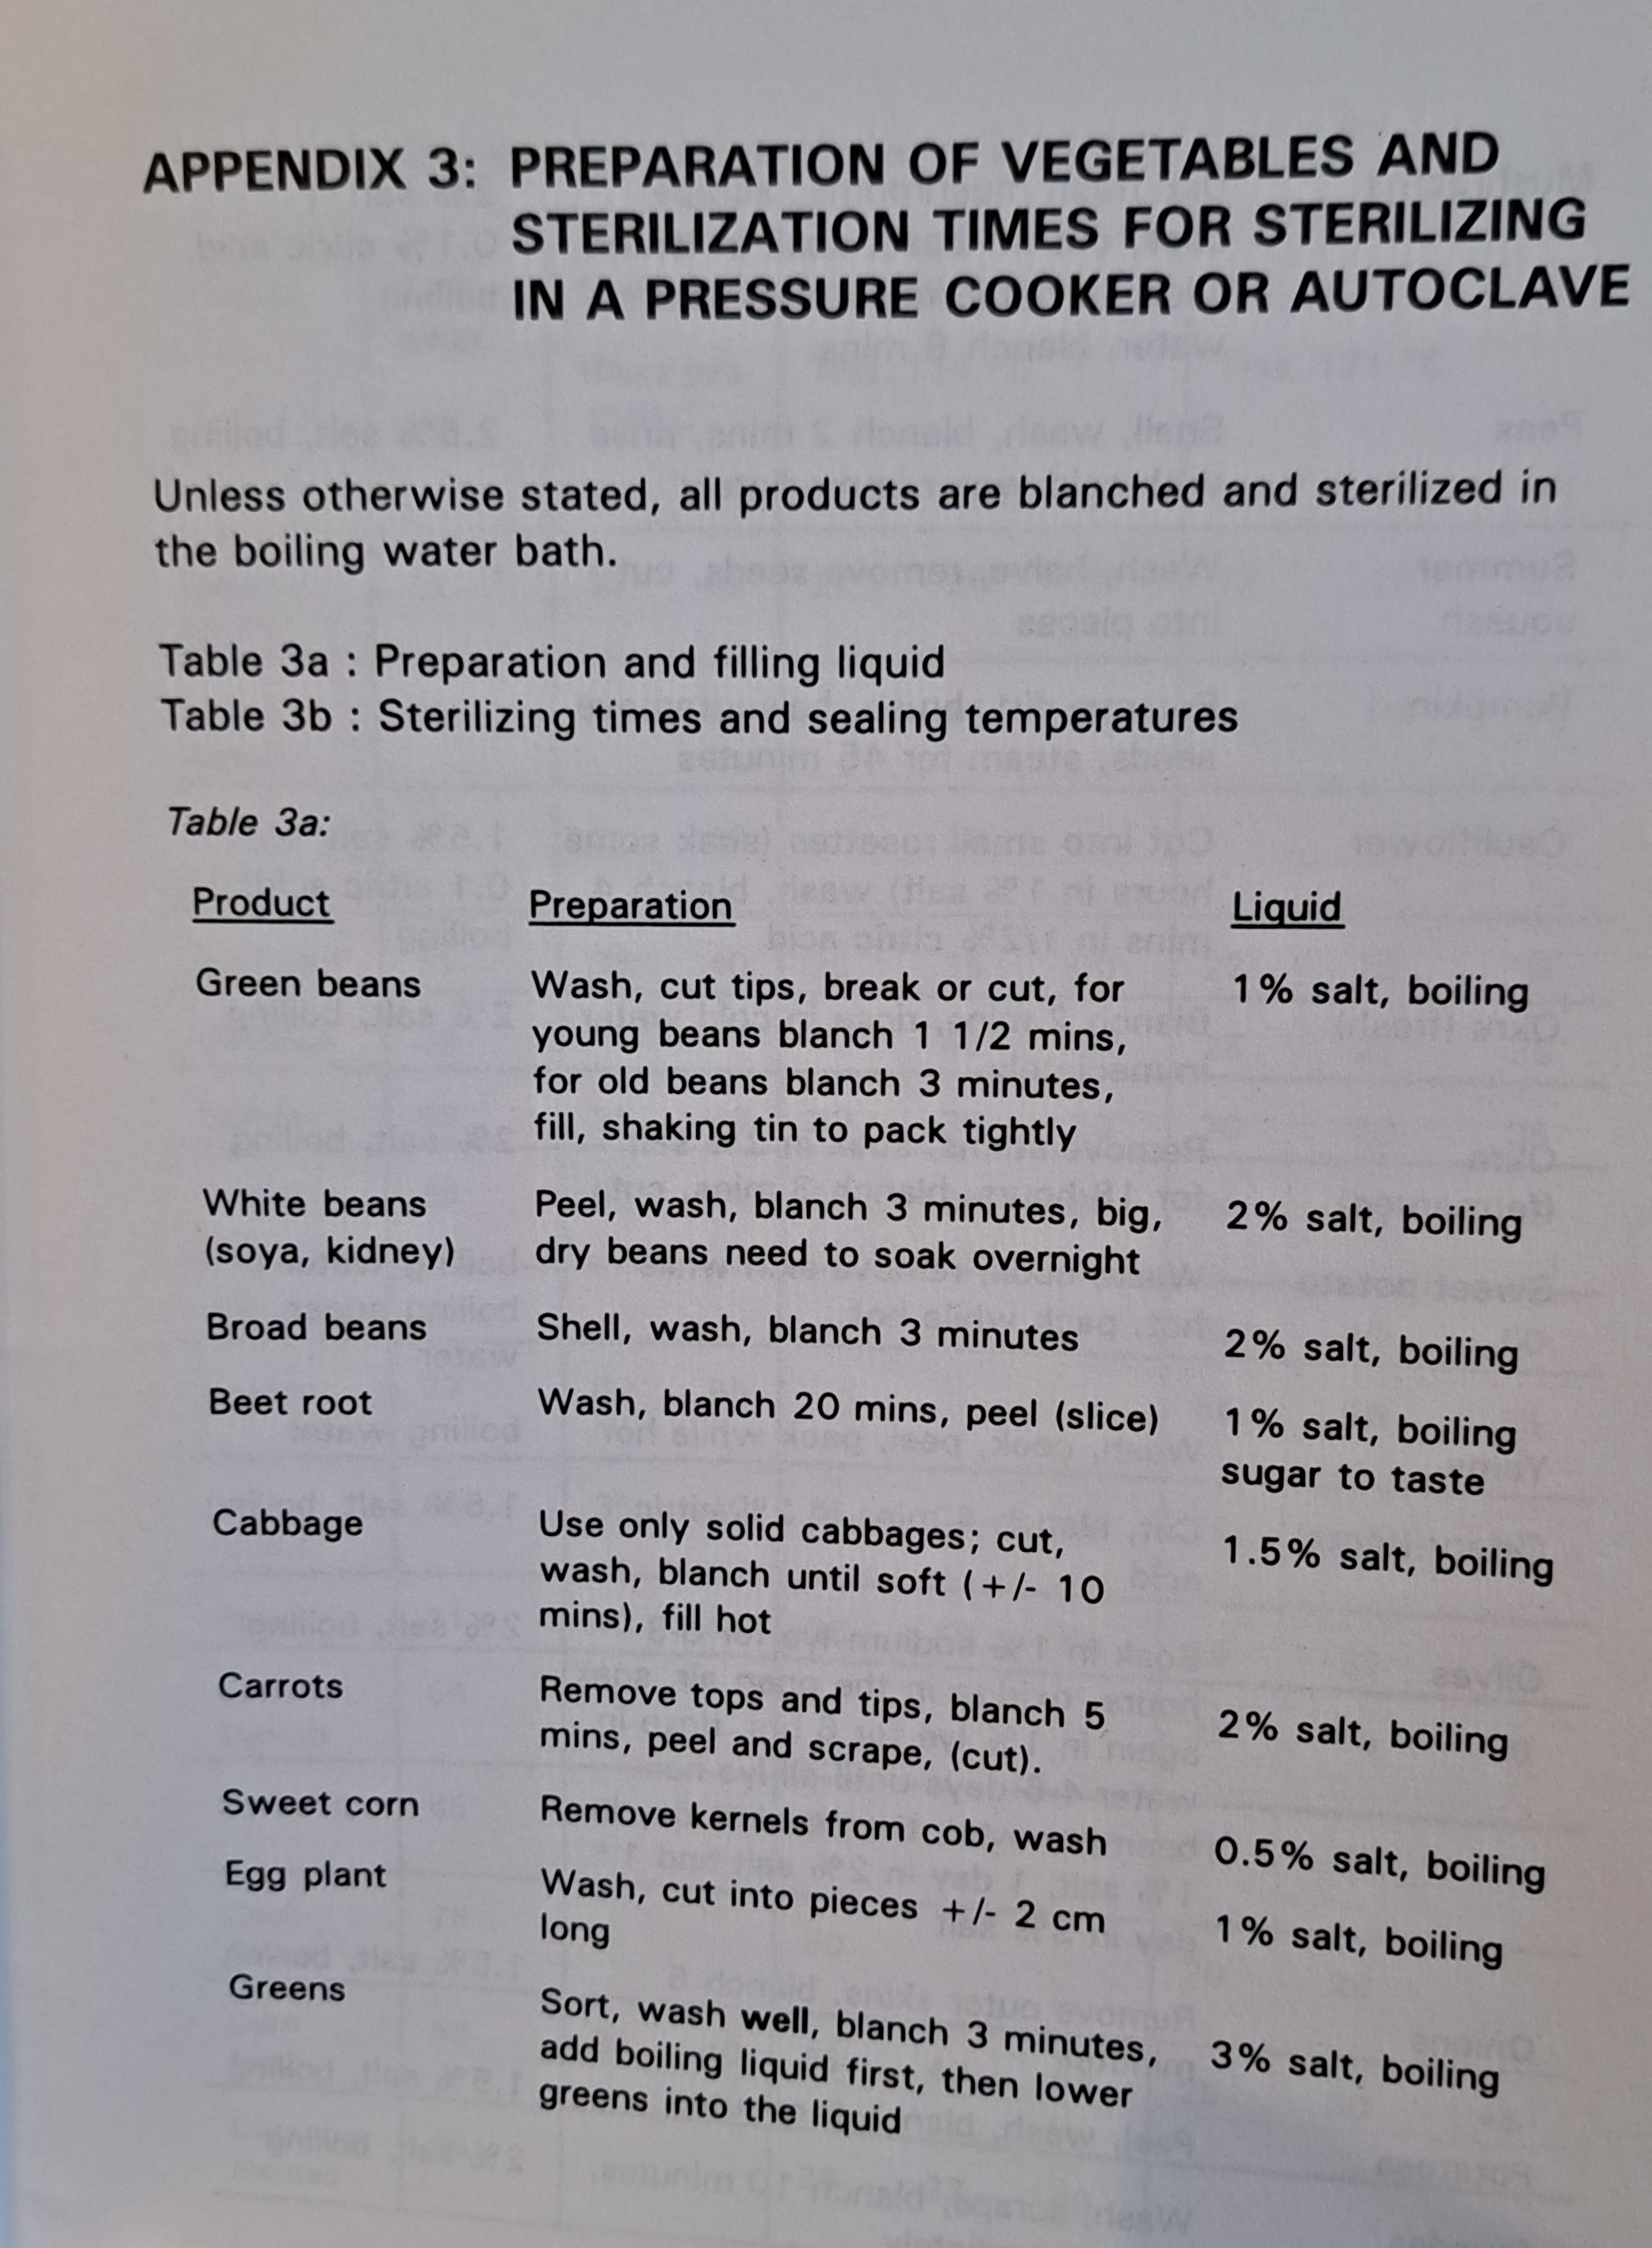 APPENDIX 3: PREPARATION OF VEGETABLES AND
STERILIZATION TIMES FOR STERILIZING
IN A PRESSURE COOKER OR AUTOCLAVE
Unless otherwise stated, all products are blanched and sterilized in
the boiling water bath.
Table 3a : Preparation and filling liquid
Table 3b : Sterilizing times and sealing temperatures
Table 3a:
Product Preparation Liquid
Green beans Wash, cut tips, break or cut, for 1% salt, boiling
young beans blanch 1 1/2 mins,
for old beans blanch 3 minutes,
fill, shaking tin to pack tightly
White beans Peel, wash, blanch 3 minutes, big, 2% salt, boiling
(soya, kidney) dry beans need to soak overnight
Broad beans Shell, wash, blanch 3 minutes 2% salt, boiling
Beet root Wash, blanch 20 mins, peel (slice) 1% salt, boiling
sugar to taste
Cabbage Use only solid cabbages; cut, 1.5% salt, boiling
wash, blanch until soft (+/- 10
mins), fill hot
Carrots Remove tops and tips, blanch 5 2% salt, boiling
mins, peel and scrape, (cut).
Sweet corn Remove kernels from cob, wash 0.5% salt, boiling
Egg plant Wash, cut into pieces +/- 2 cm 1% salt, boiling
long
Greens Sort, wash well, blanch 3 minutes, 3% salt, boiling
add boiling liquid first, then lower
greens into the liquid